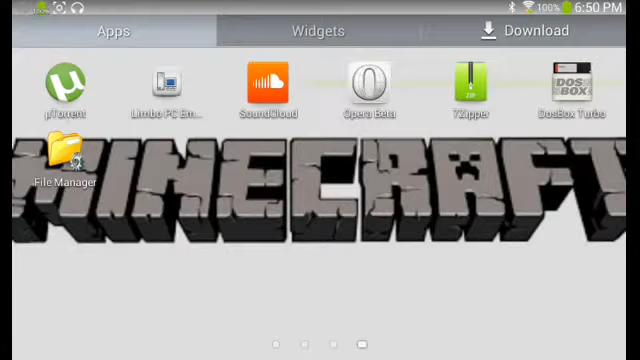 100% 6:50 PM
Apps Widgets Download
µTorrent Limbo PC Em... SoundCloud Opera Beta 7Zipper DosBox Turbo
ZIP DOS BOX
File Manager
MINECRAFT